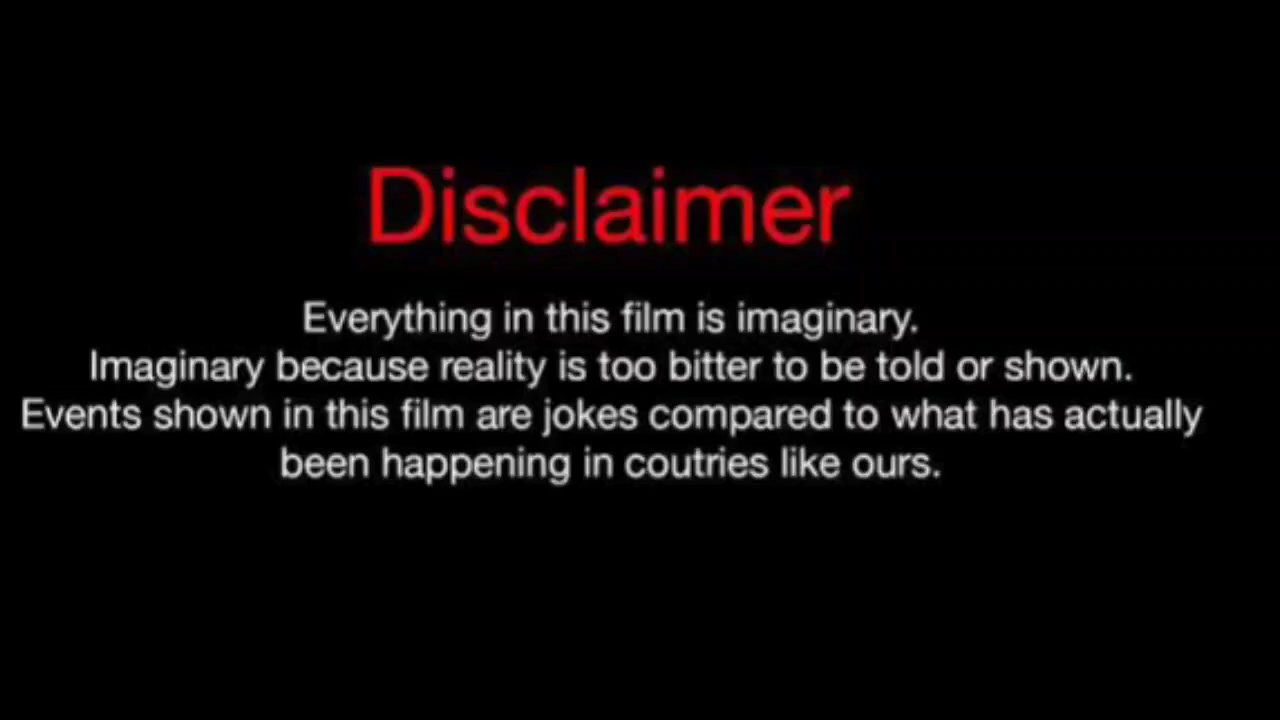 Disclaimer
Everything in this film is imaginary.
Imaginary because reality is too bitter to be told or shown.
Events shown in this film are jokes compared to what has actually
been happening in coutries like ours.